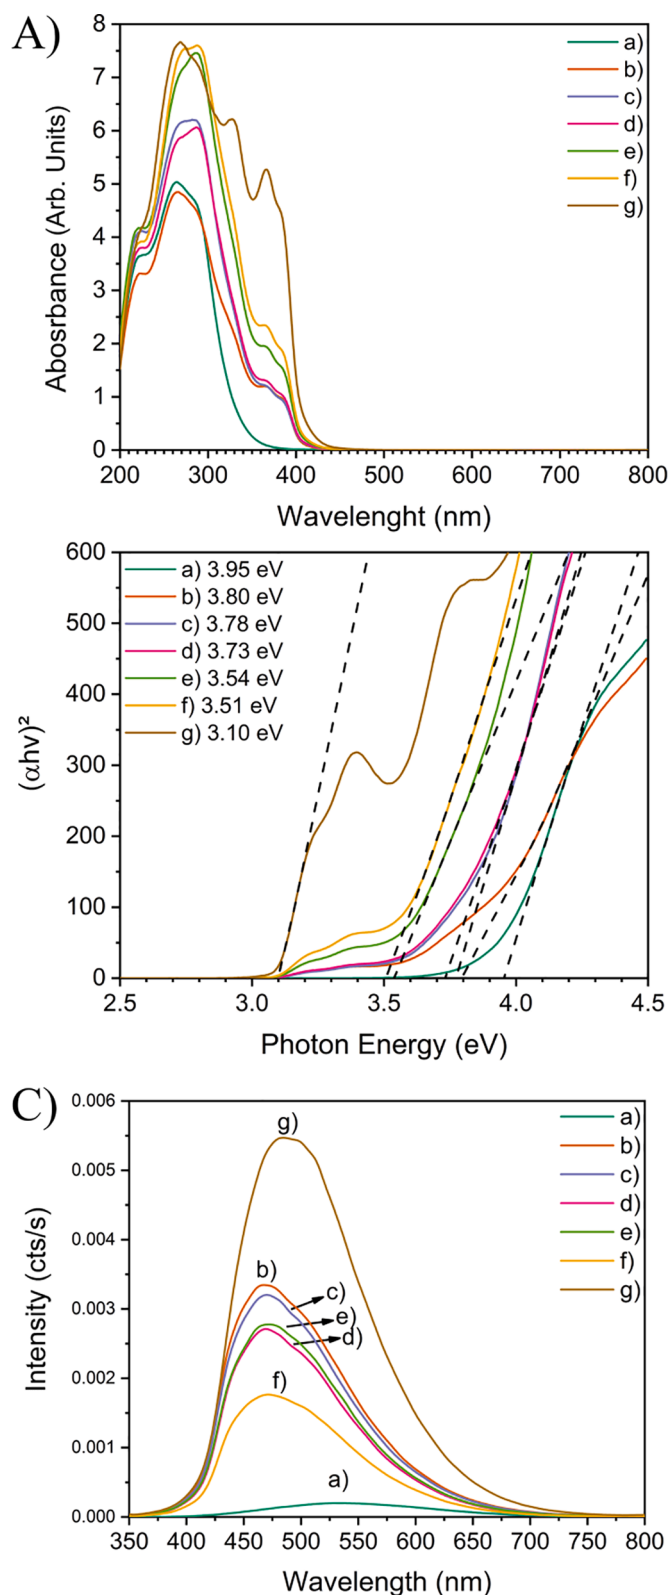 A)
8
7
6
5
4
3
2
1
0
Abosrbance (Arb. Units)
a)
b)
c)
d)
e)
f)
g)
200 300 400 500 600 700 800
Wavelenght (nm)
600
500
400
300
200
100
0
(αhv)²
a) 3.95 eV
b) 3.80 eV
c) 3.78 eV
d) 3.73 eV
e) 3.54 eV
f) 3.51 eV
g) 3.10 eV
2.5 3.0 3.5 4.0 4.5
Photon Energy (eV)
C)
0.006
0.005
0.004
0.003
0.002
0.001
0.000
Intensity (cts/s)
g)
b)
c)
e)
d)
f)
a)
a)
b)
c)
d)
e)
f)
g)
350 400 450 500 550 600 650 700 750 800
Wavelength (nm)